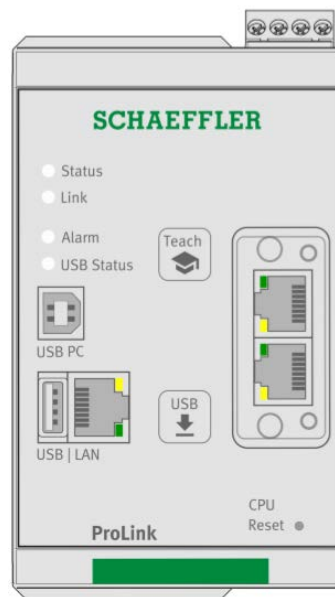 SCHAEFFLER
Status
Link
Alarm
USB Status
Teach
USB PC
USB
USB | LAN
CPU
Reset
ProLink